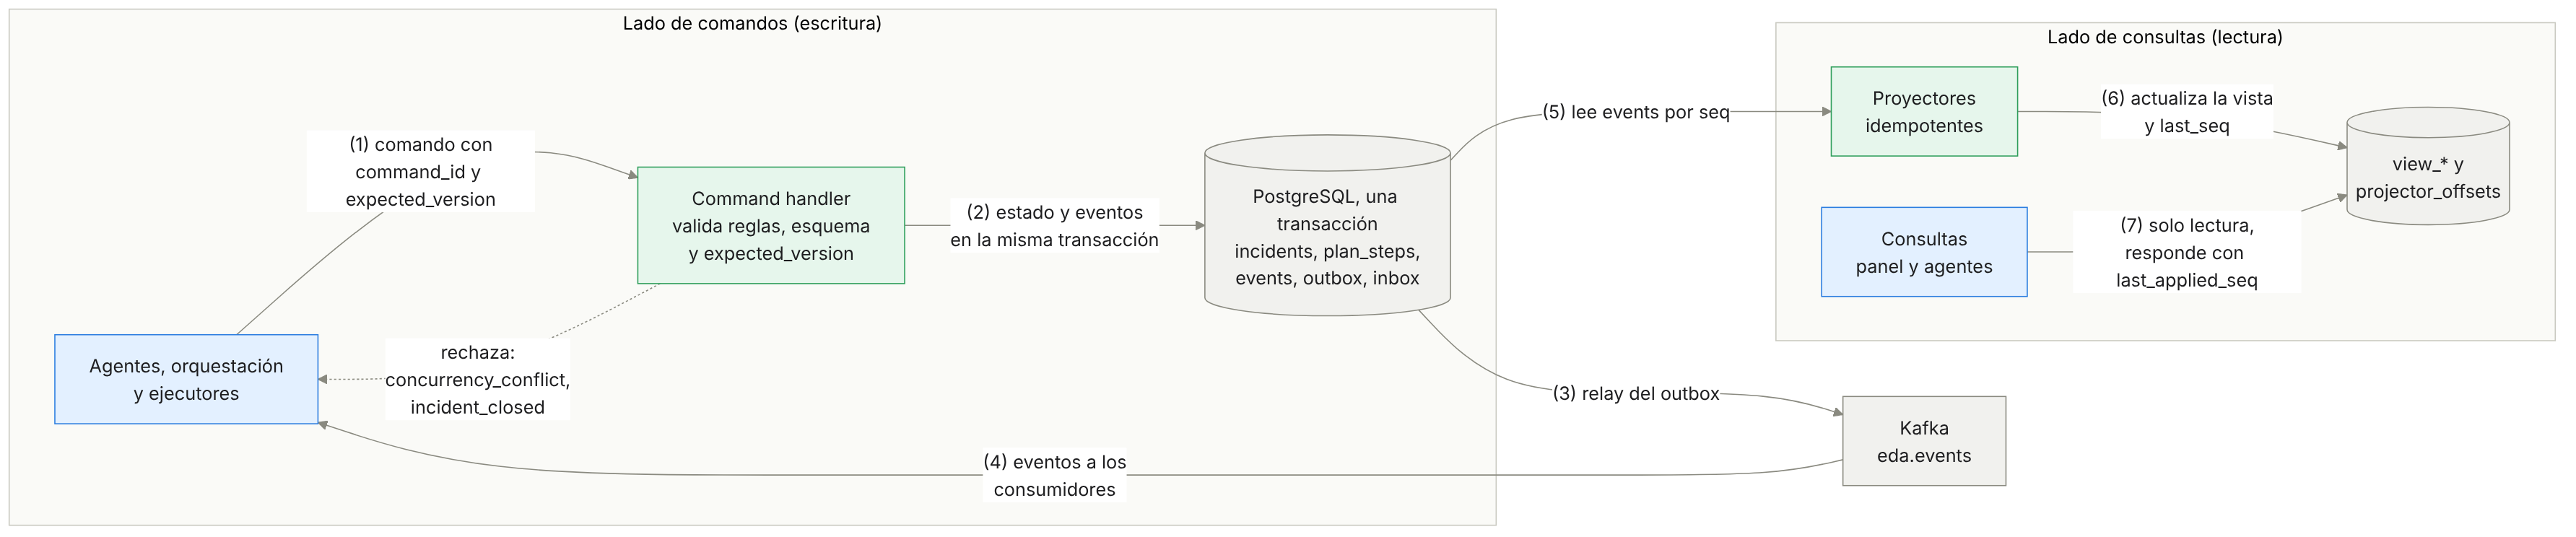 Lado de comandos (escritura)
(1) comando con
command_id y
expected_version
Command handler
valida reglas, esquema
y expected_version
(2) estado y eventos
en la misma transacción
PostgreSQL, una
transacción
incidents, plan_steps,
events, outbox, inbox
Agentes, orquestación
y ejecutores
rechaza:
concurrency_conflict,
incident_closed
(4) eventos a los
consumidores
(5) lee events por seq
(3) relay del outbox
Kafka
eda.events
Lado de consultas (lectura)
Proyectores
idempotentes
(6) actualiza la vista
y last_seq
view_* y
projector_offsets
Consultas
panel y agentes
(7) solo lectura,
responde con
last_applied_seq